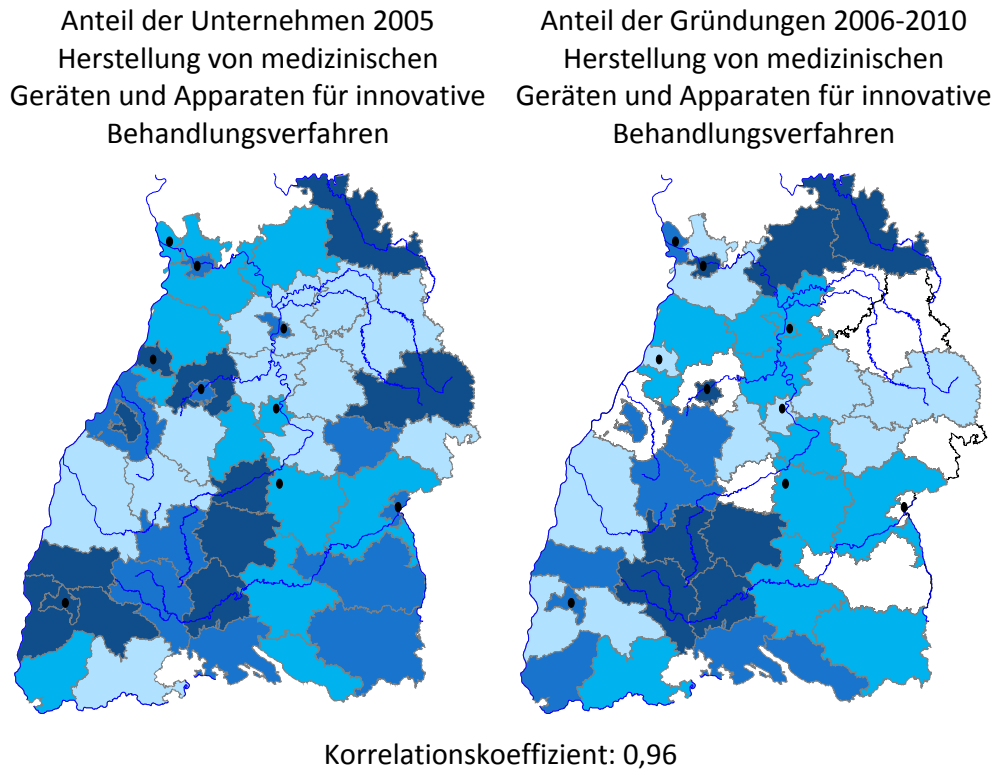 Anteil der Unternehmen 2005
Herstellung von medizinischen
Geräten und Apparaten für innovative
Behandlungsverfahren
Anteil der Gründungen 2006-2010
Herstellung von medizinischen
Geräten und Apparaten für innovative
Behandlungsverfahren
Korrelationskoeffizient: 0,96